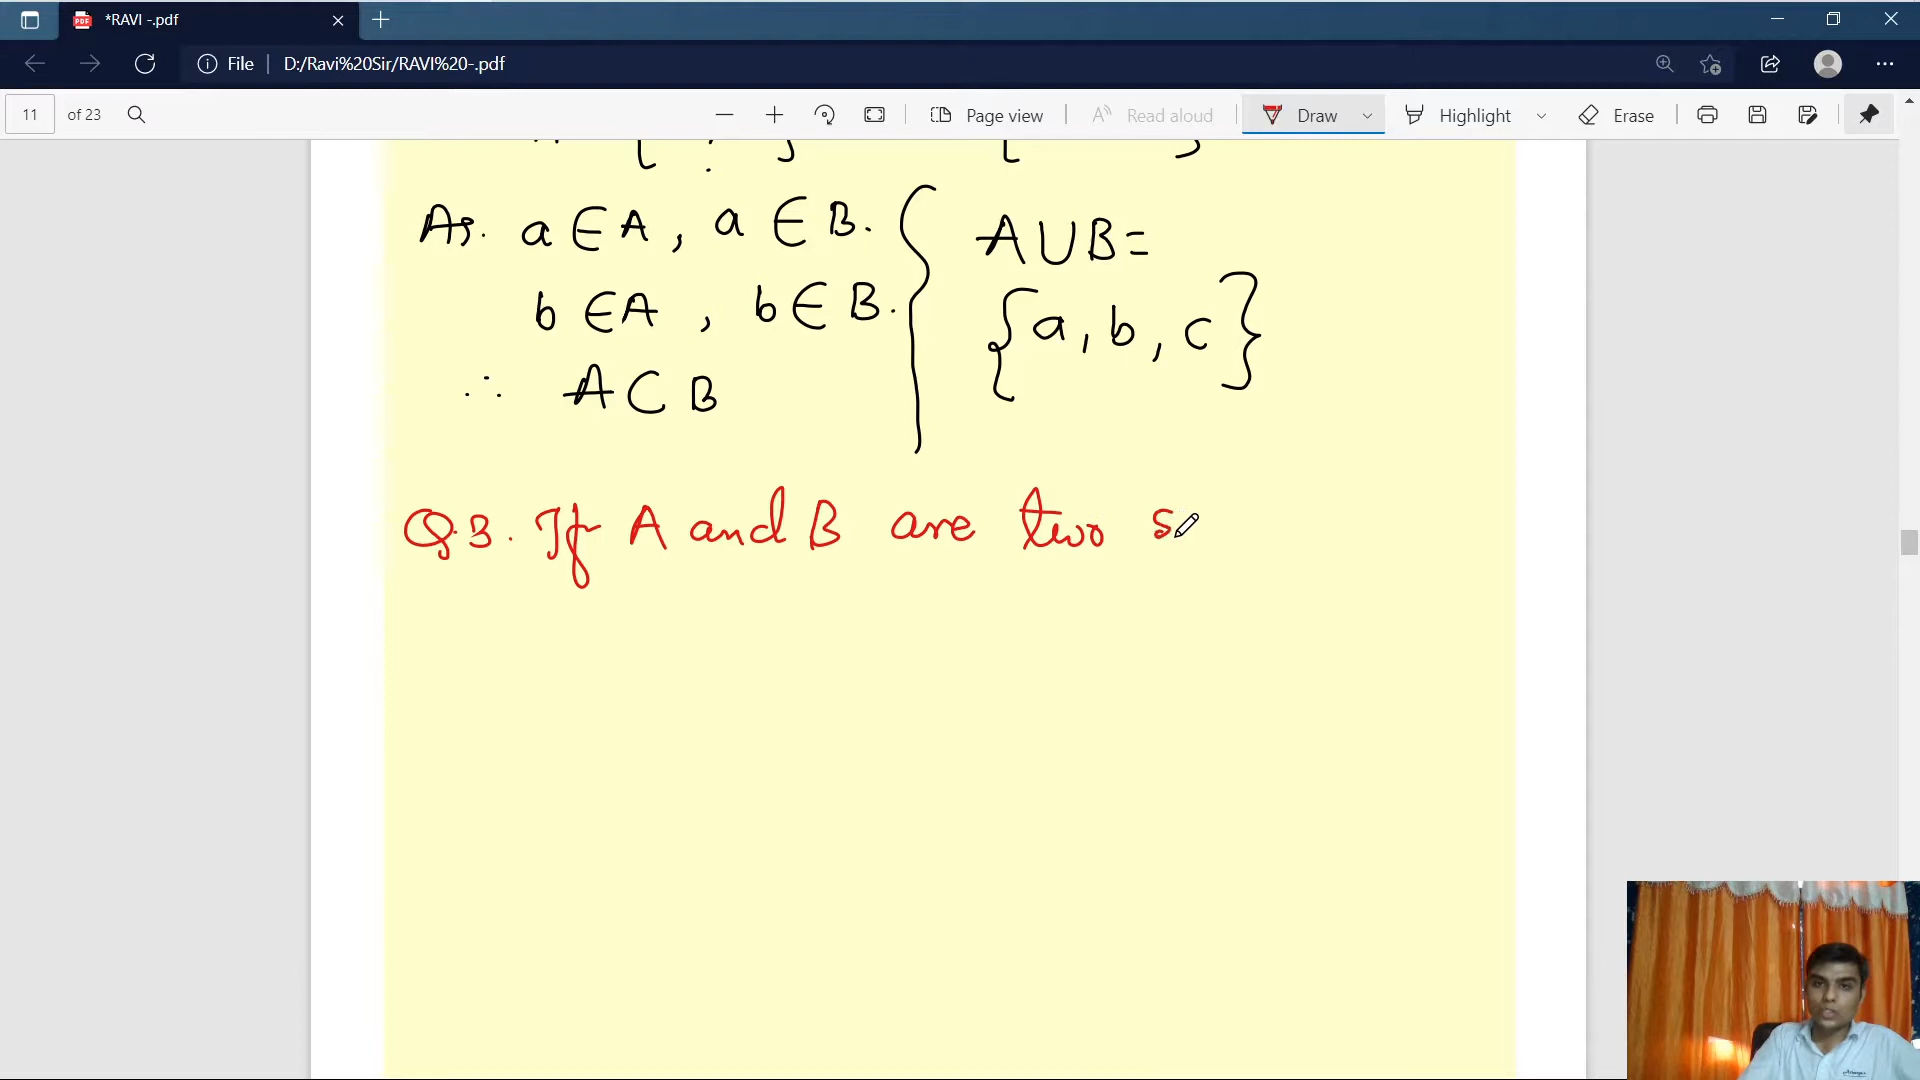 *RAVI -.pdf
File | D:/Ravi%20Sir/RAVI%20-.pdf
11 of 23 Page view Read aloud Draw Highlight Erase
As. a ∈ A, a ∈ B.
b ∈ A, b ∈ B.
∴ A ⊂ B
A∪B=
{a, b, c}
Q.3. If A and B are two s